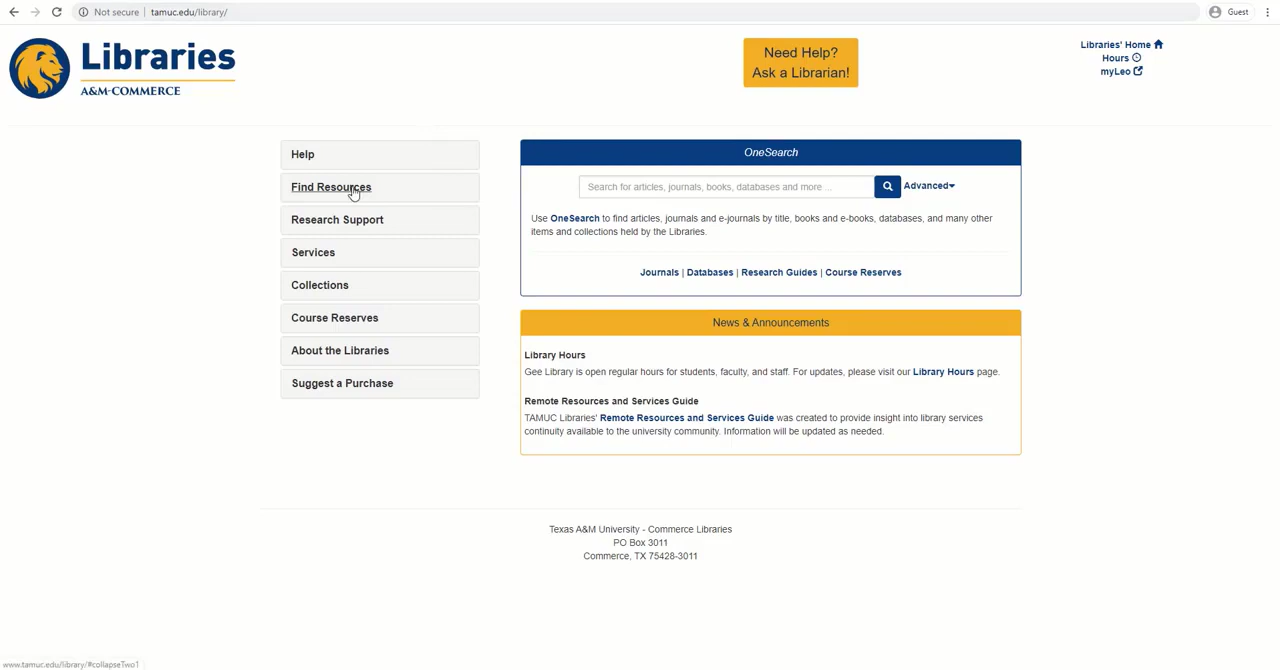 Not secure | tamuc.edu/library/
Guest
Libraries
A&M-COMMERCE
Need Help?
Ask a Librarian!
Libraries' Home
Hours
myLeo
Help
Find Resources
Research Support
Services
Collections
Course Reserves
About the Libraries
Suggest a Purchase
OneSearch
Search for articles, journals, books, databases and more ...
Advanced
Use OneSearch to find articles, journals and e-journals by title, books and e-books, databases, and many other
items and collections held by the Libraries.
Journals | Databases | Research Guides | Course Reserves
News & Announcements
Library Hours
Gee Library is open regular hours for students, faculty, and staff. For updates, please visit our Library Hours page.
Remote Resources and Services Guide
TAMUC Libraries' Remote Resources and Services Guide was created to provide insight into library services
continuity available to the university community. Information will be updated as needed.
Texas A&M University - Commerce Libraries
PO Box 3011
Commerce, TX 75428-3011
www.tamuc.edu/library/#collapseTwo1